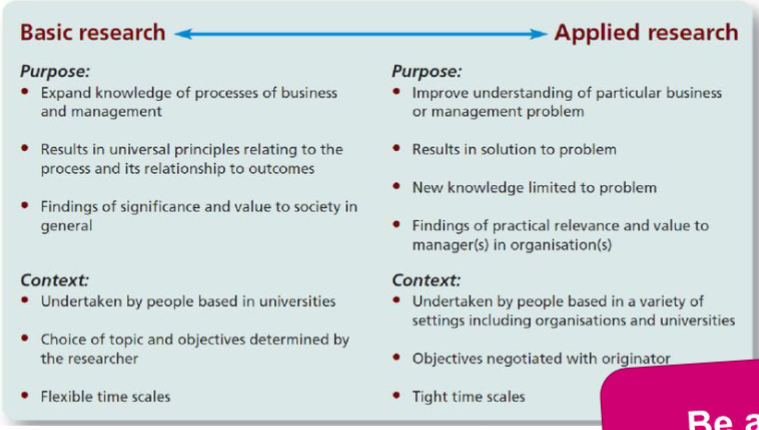 Basic research
Applied research
Purpose:
• Expand knowledge of processes of business
and management
• Results in universal principles relating to the
process and its relationship to outcomes
• Findings of significance and value to society in
general
Context:
• Undertaken by people based in universities
• Choice of topic and objectives determined by
the researcher
• Flexible time scales
Purpose:
• Improve understanding of particular business
or management problem
• Results in solution to problem
• New knowledge limited to problem
• Findings of practical relevance and value to
manager(s) in organisation(s)
Context:
• Undertaken by people based in a variety of
settings including organisations and universities
• Objectives negotiated with originator
• Tight time scales
Be a